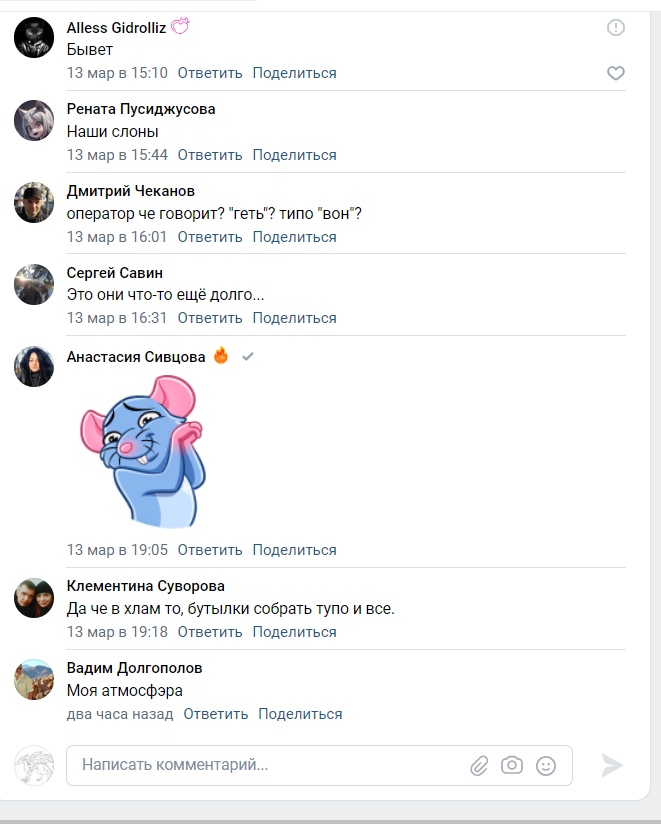 Alless Gidrolliz
Бывет
13 мар в 15:10 Ответить Поделиться
Рената Пусиджусова
Наши слоны
13 мар в 15:44 Ответить Поделиться
Дмитрий Чеканов
оператор че говорит? "геть"? типо "вон"?
13 мар в 16:01 Ответить Поделиться
Сергей Савин
Это они что-то ещё долго...
13 мар в 16:31 Ответить Поделиться
Анастасия Сивцова
13 мар в 19:05 Ответить Поделиться
Клементина Суворова
Да че в хлам то, бутылки собрать тупо и все.
13 мар в 19:18 Ответить Поделиться
Вадим Долгополов
Моя атмосфэра
два часа назад Ответить Поделиться
Написать комментарий...